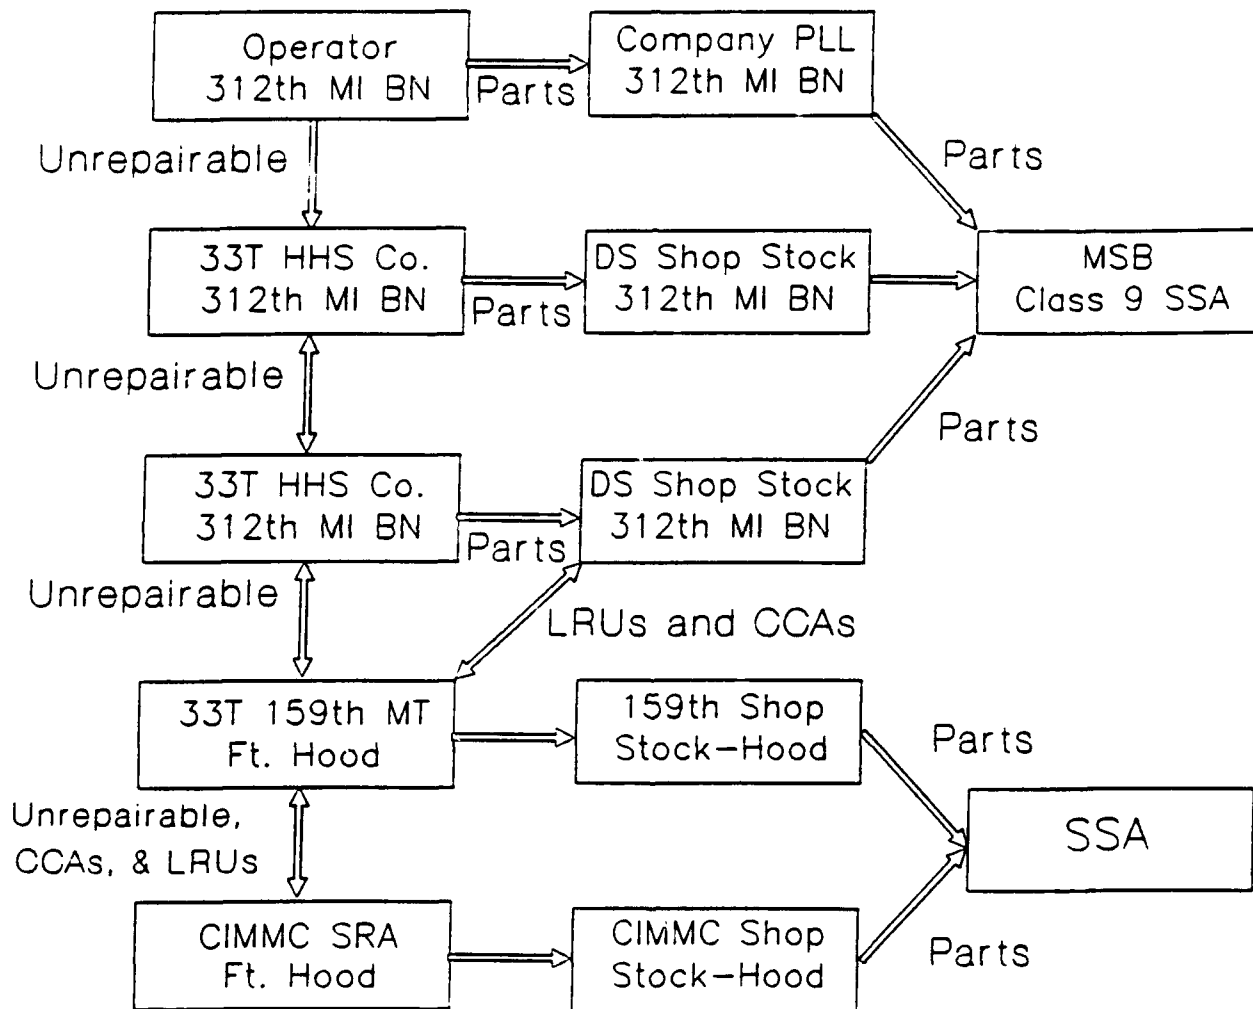 Operator
312th MI BN
Parts
Company PLL
312th MI BN
Unrepairable
Parts
33T HHS Co.
312th MI BN
Parts
DS Shop Stock
312th MI BN
MSB
Class 9 SSA
Unrepairable
Parts
33T HHS Co.
312th MI BN
Parts
DS Shop Stock
312th MI BN
Unrepairable
LRUs and CCAs
33T 159th MT
Ft. Hood
159th Shop
Stock-Hood
Parts
Unrepairable,
CCAs, & LRUs
SSA
CIMMC SRA
Ft. Hood
CIMMC Shop
Stock-Hood
Parts